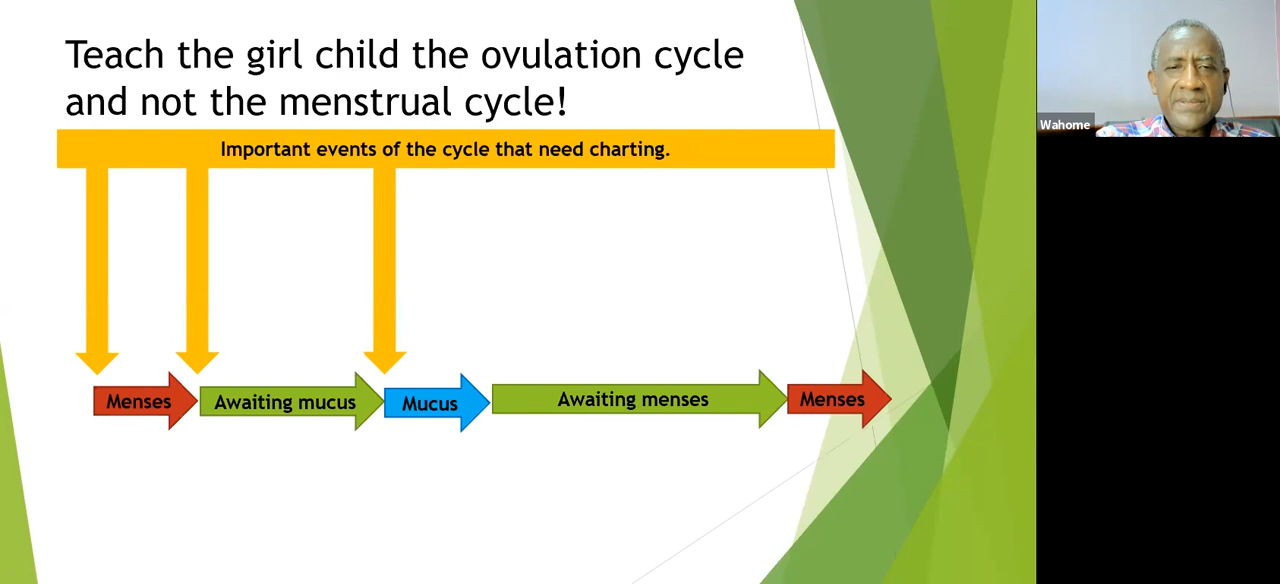 Teach the girl child the ovulation cycle
and not the menstrual cycle!
Important events of the cycle that need charting.
Menses
Awaiting mucus
Mucus
Awaiting menses
Menses
Wahome